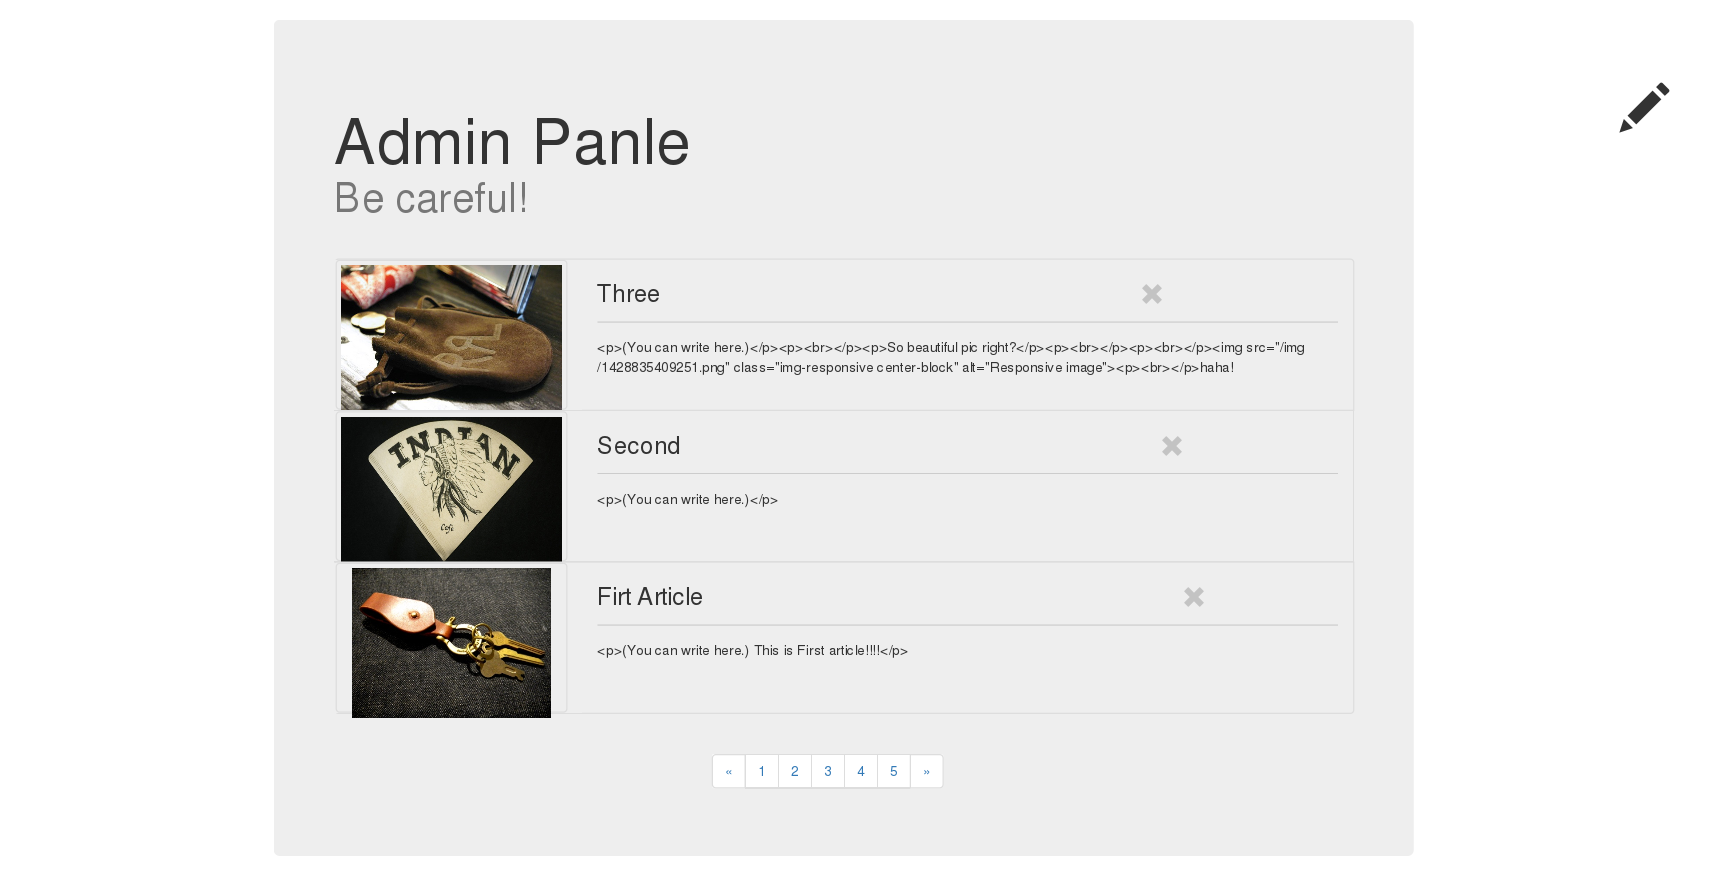 Admin Panle
Be careful!
Three
<p>(You can write here.)</p><p><br></p><p>So beautiful pic right?</p><p><br></p><p><br></p><img src="/img
/1428835409251.png" class="img-responsive center-block" alt="Responsive image"><p><br></p>haha!
INDIAN
Cafe
Second
<p>(You can write here.)</p>
Firt Article
<p>(You can write here.) This is First article!!!!</p>
« 1 2 3 4 5 »